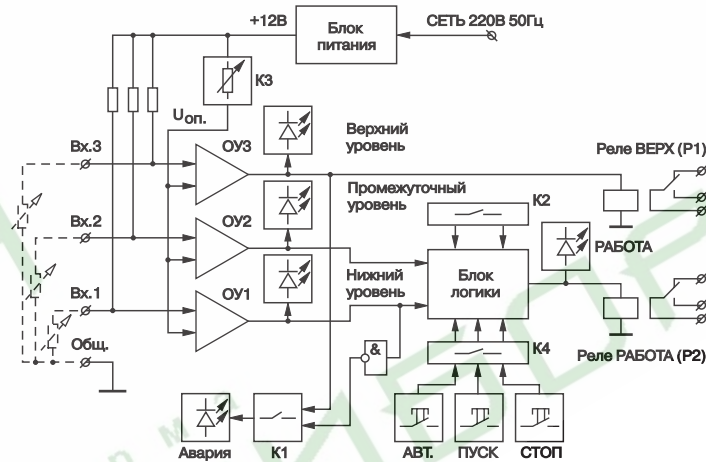 +12В
Блок
питания
СЕТЬ 220В 50Гц
К3
Uоп.
Вх.3
ОУ3
Верхний
уровень
Реле ВЕРХ (Р1)
Промежуточный
уровень
К2
Вх.2
ОУ2
РАБОТА
Блок
логики
Нижний
уровень
Вх.1
ОУ1
Общ.
&
К4
Реле РАБОТА (Р2)
Авария
К1
АВТ.
ПУСК
СТОП